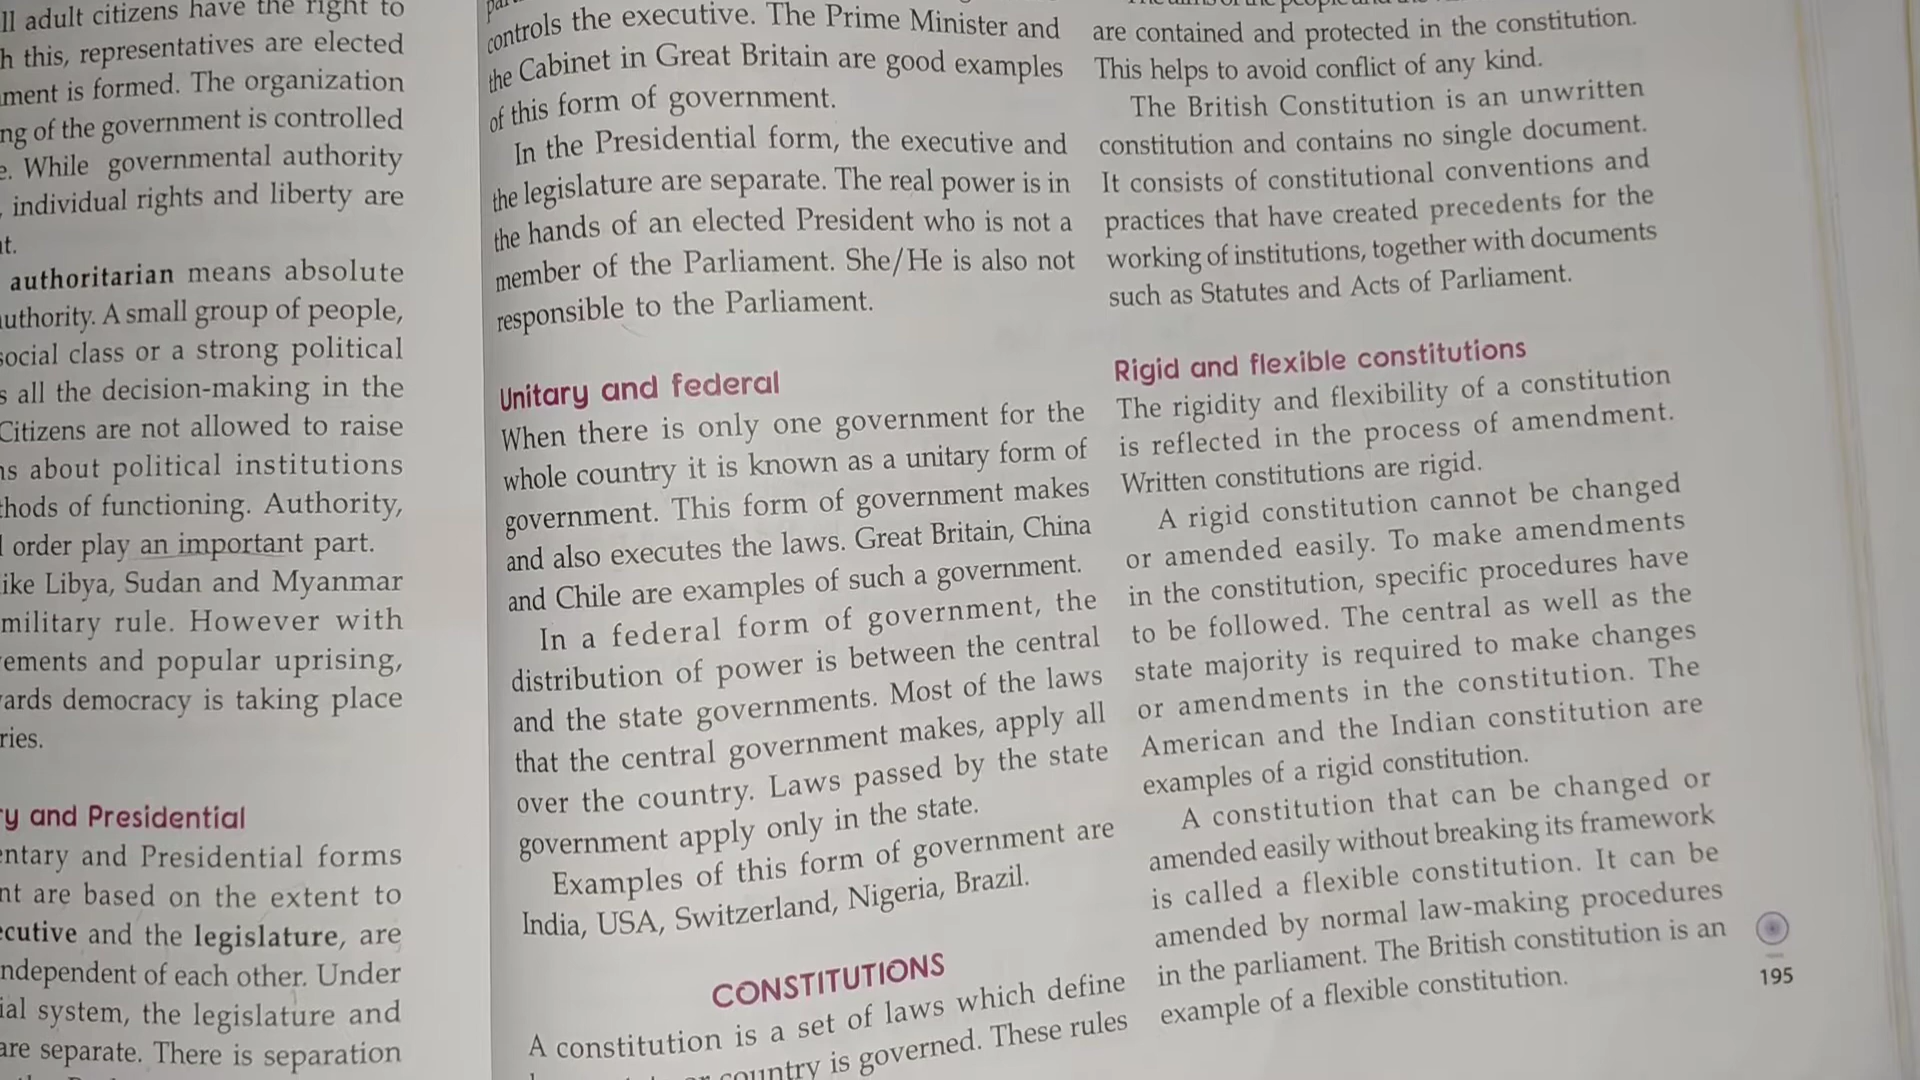 ll adult citizens have the right to
h this, representatives are elected
ment is formed. The organization
ng of the government is controlled
e. While governmental authority
, individual rights and liberty are
t.
authoritarian means absolute
uthority. A small group of people,
social class or a strong political
s all the decision-making in the
Citizens are not allowed to raise
ns about political institutions
thods of functioning. Authority,
l order play an important part.
ike Libya, Sudan and Myanmar
military rule. However with
ements and popular uprising,
ards democracy is taking place
ries.
y and Presidential
entary and Presidential forms
nt are based on the extent to
ecutive and the legislature, are
ndependent of each other. Under
ial system, the legislature and
are separate. There is separation
controls the executive. The Prime Minister and
the Cabinet in Great Britain are good examples
of this form of government.
In the Presidential form, the executive and
the legislature are separate. The real power is in
the hands of an elected President who is not a
member of the Parliament. She/He is also not
responsible to the Parliament.
Unitary and federal
When there is only one government for the
whole country it is known as a unitary form of
government. This form of government makes
and also executes the laws. Great Britain, China
and Chile are examples of such a government.
In a federal form of government, the
distribution of power is between the central
and the state governments. Most of the laws
that the central government makes, apply all
over the country. Laws passed by the state
government apply only in the state.
Examples of this form of government are
India, USA, Switzerland, Nigeria, Brazil.
CONSTITUTIONS
A constitution is a set of laws which define
country is governed. These rules
are contained and protected in the constitution.
This helps to avoid conflict of any kind.
The British Constitution is an unwritten
constitution and contains no single document.
It consists of constitutional conventions and
practices that have created precedents for the
working of institutions, together with documents
such as Statutes and Acts of Parliament.
Rigid and flexible constitutions
The rigidity and flexibility of a constitution
is reflected in the process of amendment.
Written constitutions are rigid.
A rigid constitution cannot be changed
or amended easily. To make amendments
in the constitution, specific procedures have
to be followed. The central as well as the
state majority is required to make changes
or amendments in the constitution. The
American and the Indian constitution are
examples of a rigid constitution.
A constitution that can be changed or
amended easily without breaking its framework
is called a flexible constitution. It can be
amended by normal law-making procedures
in the parliament. The British constitution is an
example of a flexible constitution.
195